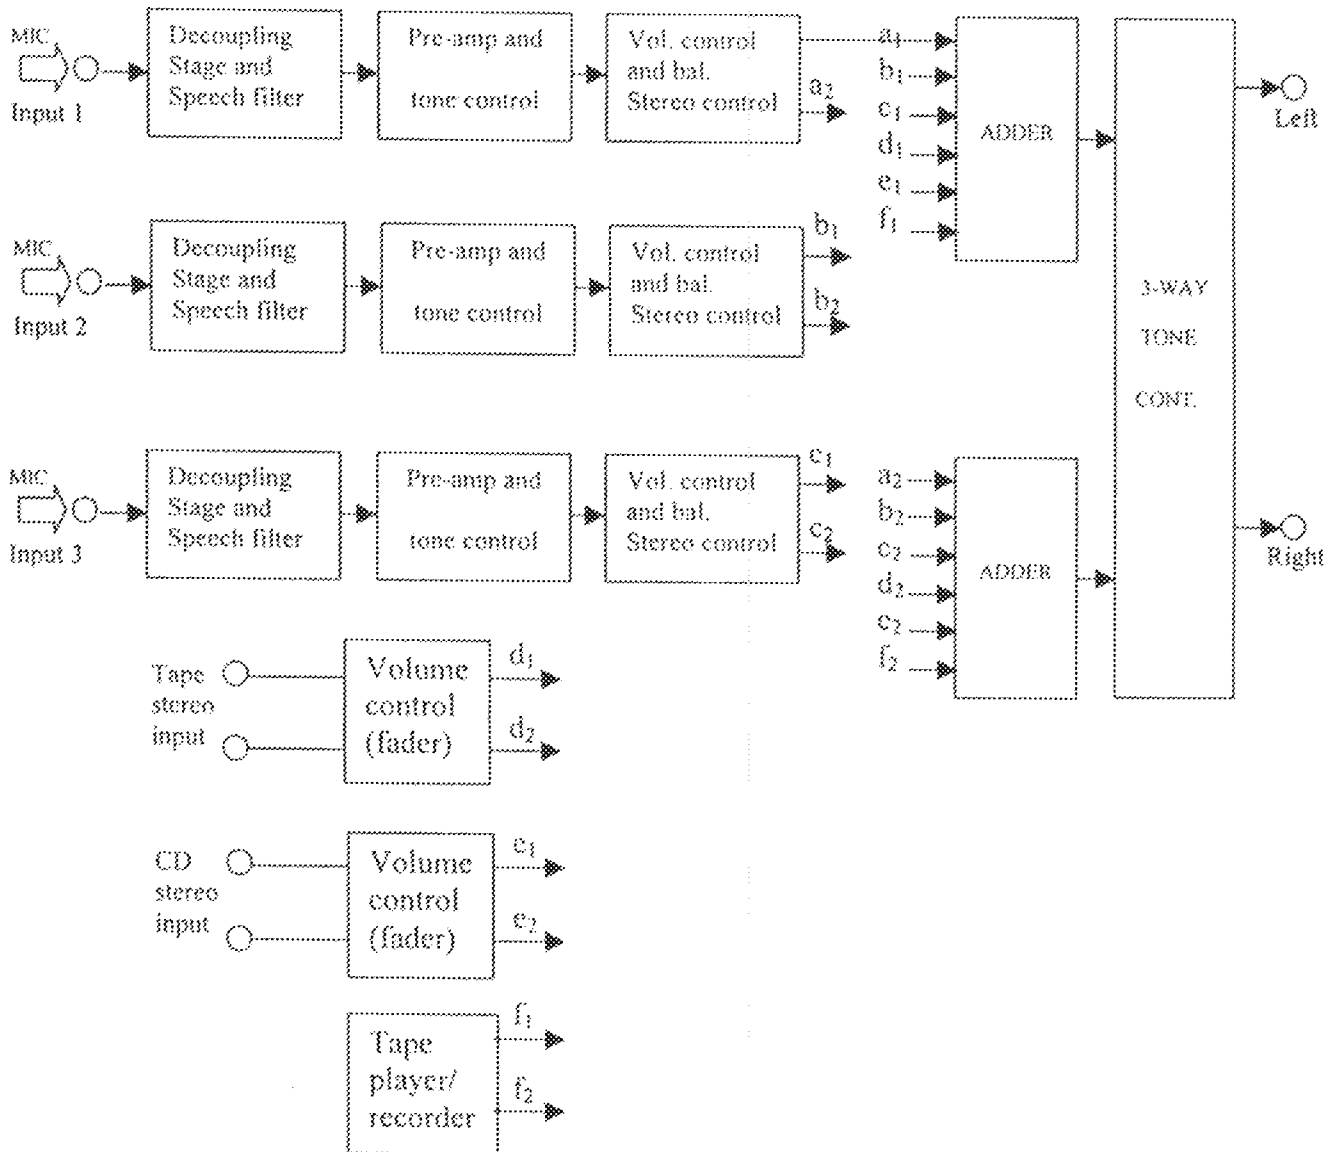 MIC
Input 1
Decoupling
Stage and
Speech filter
Pre-amp and
tone control
Vol. control
and bal.
Stereo control
a2
a1
b1
c1
d1
e1
f1
ADDER
Left
MIC
Input 2
Decoupling
Stage and
Speech filter
Pre-amp and
tone control
Vol. control
and bal.
Stereo control
b1
b2
3-WAY
TONE
CONT.
MIC
Input 3
Decoupling
Stage and
Speech filter
Pre-amp and
tone control
Vol. control
and bal.
Stereo control
c1
c2
a2
b2
c2
d2
e2
f2
ADDER
Right
Tape
stereo
input
Volume
control
(fader)
d1
d2
CD
stereo
input
Volume
control
(fader)
e1
e2
Tape
player/
recorder
f1
f2